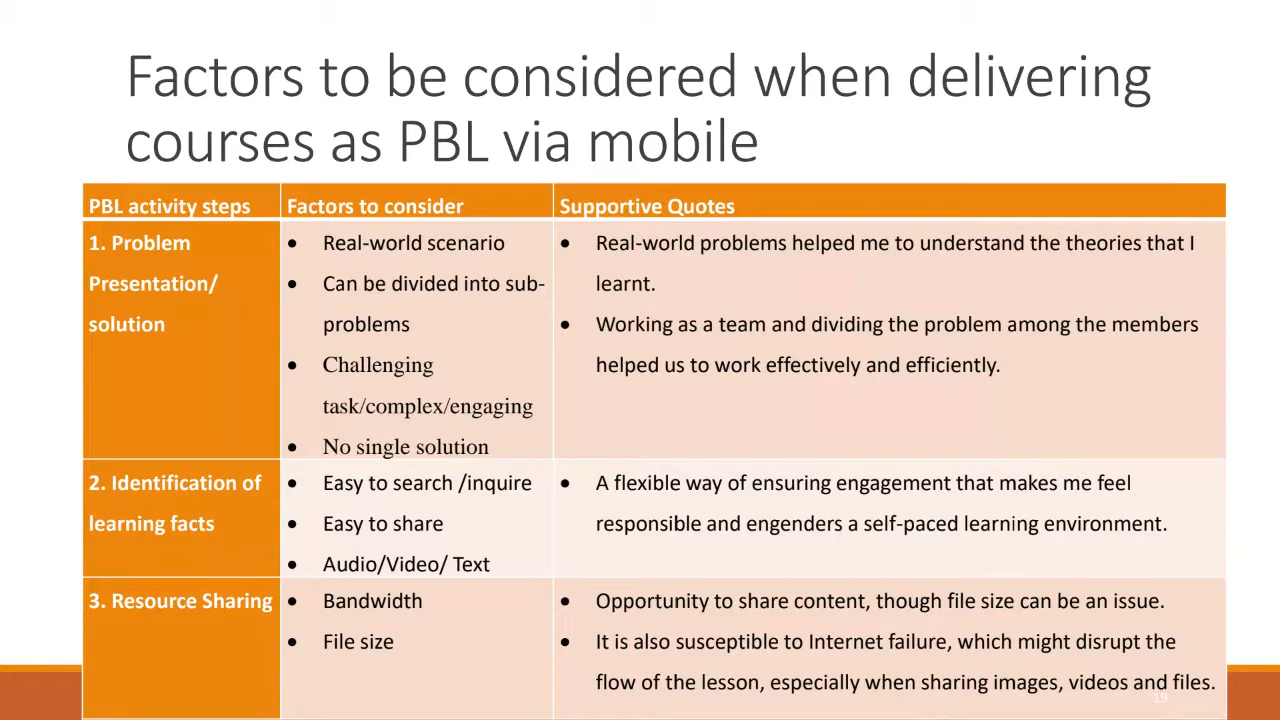 Factors to be considered when delivering
courses as PBL via mobile
PBL activity steps
Factors to consider
Supportive Quotes
1. Problem
Presentation/
solution
• Real-world scenario
• Can be divided into sub-
problems
• Challenging
task/complex/engaging
• No single solution
• Real-world problems helped me to understand the theories that I
learnt.
• Working as a team and dividing the problem among the members
helped us to work effectively and efficiently.
2. Identification of
learning facts
• Easy to search /inquire
• Easy to share
• Audio/Video/ Text
• A flexible way of ensuring engagement that makes me feel
responsible and engenders a self-paced learning environment.
3. Resource Sharing
• Bandwidth
• File size
• Opportunity to share content, though file size can be an issue.
• It is also susceptible to Internet failure, which might disrupt the
flow of the lesson, especially when sharing images, videos and files.
19